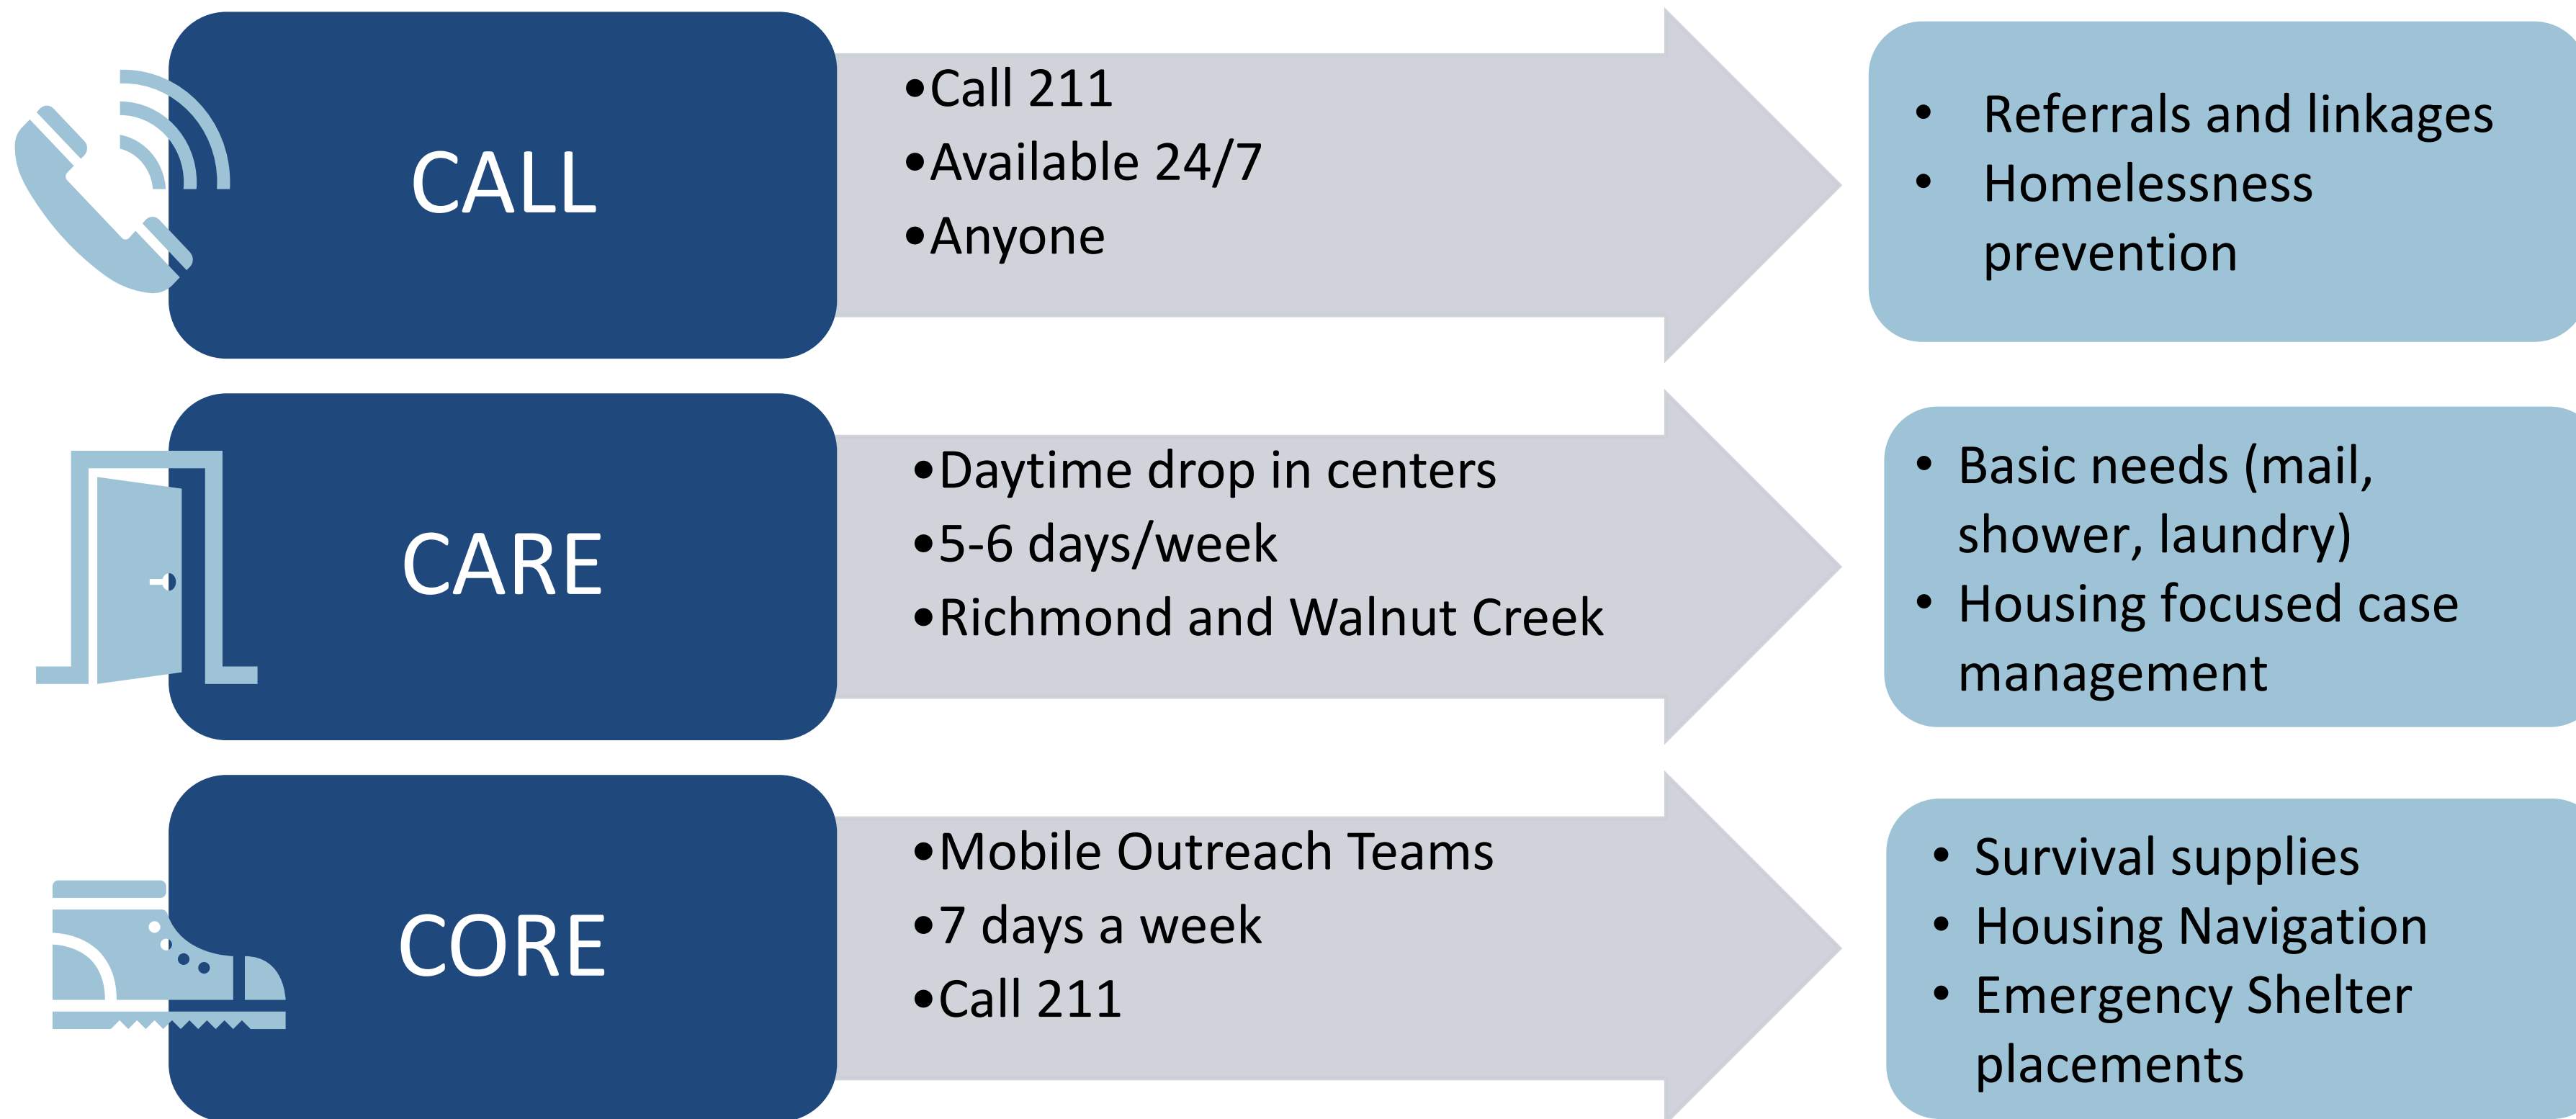 CALL
•Call 211
•Available 24/7
•Anyone
• Referrals and linkages
• Homelessness
prevention
CARE
•Daytime drop in centers
•5-6 days/week
•Richmond and Walnut Creek
• Basic needs (mail,
shower, laundry)
• Housing focused case
management
CORE
•Mobile Outreach Teams
•7 days a week
•Call 211
• Survival supplies
• Housing Navigation
• Emergency Shelter
placements